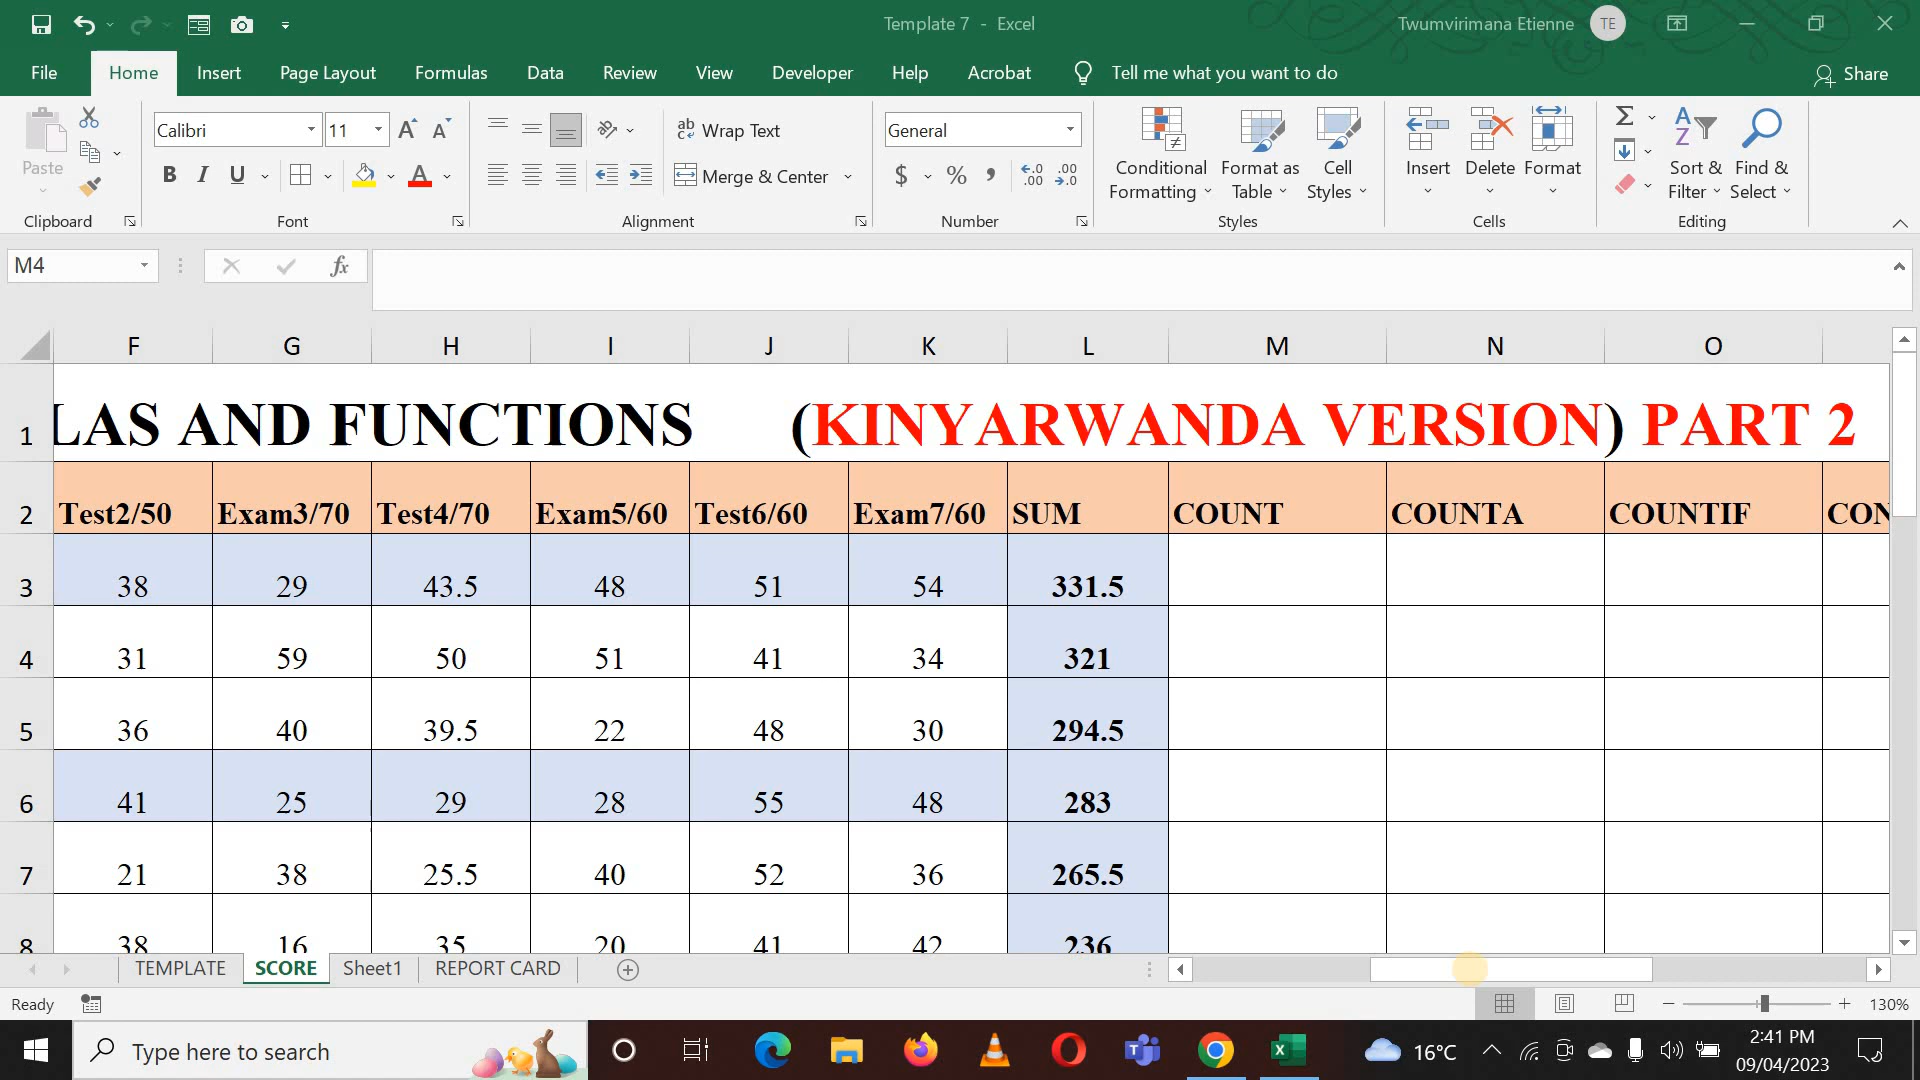 Template 7 - Excel
Twumvirimana Etienne TE
File Home Insert Page Layout Formulas Data Review View Developer Help Acrobat Tell me what you want to do Share
Paste
Clipboard
Calibri 11
B I U A
Font
ab Wrap Text
Merge & Center
Alignment
General
$ % ,
Number
Conditional Formatting
Format as Table
Cell Styles
Styles
Insert Delete Format
Cells
Sort & Filter
Find & Select
Editing
M4 fx
F G H I J K L M N O
1 LAS AND FUNCTIONS (KINYARWANDA VERSION) PART 2
2 Test2/50 Exam3/70 Test4/70 Exam5/60 Test6/60 Exam7/60 SUM COUNT COUNTA COUNTIF CON
3 38 29 43.5 48 51 54 331.5
4 31 59 50 51 41 34 321
5 36 40 39.5 22 48 30 294.5
6 41 25 29 28 55 48 283
7 21 38 25.5 40 52 36 265.5
8 38 16 35 20 41 42 236
TEMPLATE SCORE Sheet1 REPORT CARD
Ready 130%
Type here to search
16°C
2:41 PM
09/04/2023